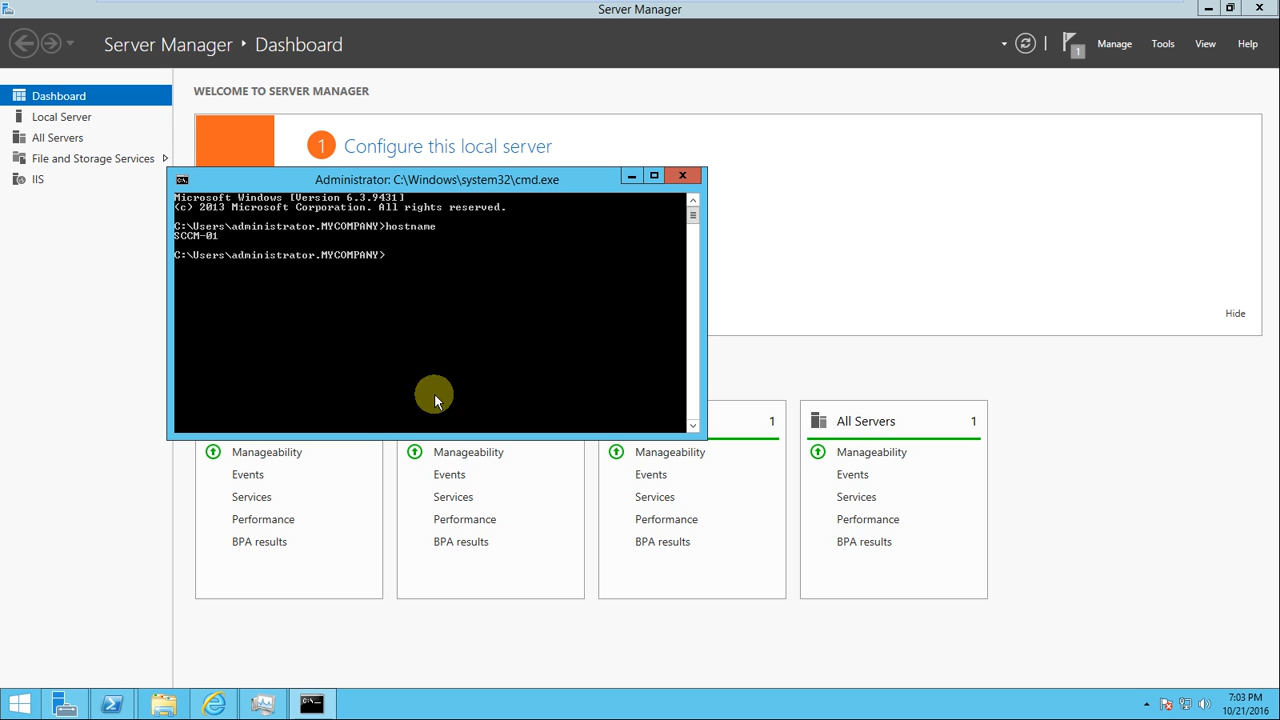 Server Manager
Server Manager ‣ Dashboard
1
Manage
Tools
View
Help
Dashboard
Local Server
All Servers
File and Storage Services
IIS
WELCOME TO SERVER MANAGER
1 Configure this local server
Hide
Administrator: C:\Windows\system32\cmd.exe
Microsoft Windows [Version 6.3.9431]
(c) 2013 Microsoft Corporation. All rights reserved.
C:\Users\administrator.MYCOMPANY>hostname
SCCM-01
C:\Users\administrator.MYCOMPANY>
Manageability
Events
Services
Performance
BPA results
Manageability
Events
Services
Performance
BPA results
1
Manageability
Events
Services
Performance
BPA results
All Servers 1
Manageability
Events
Services
Performance
BPA results
7:03 PM
10/21/2016